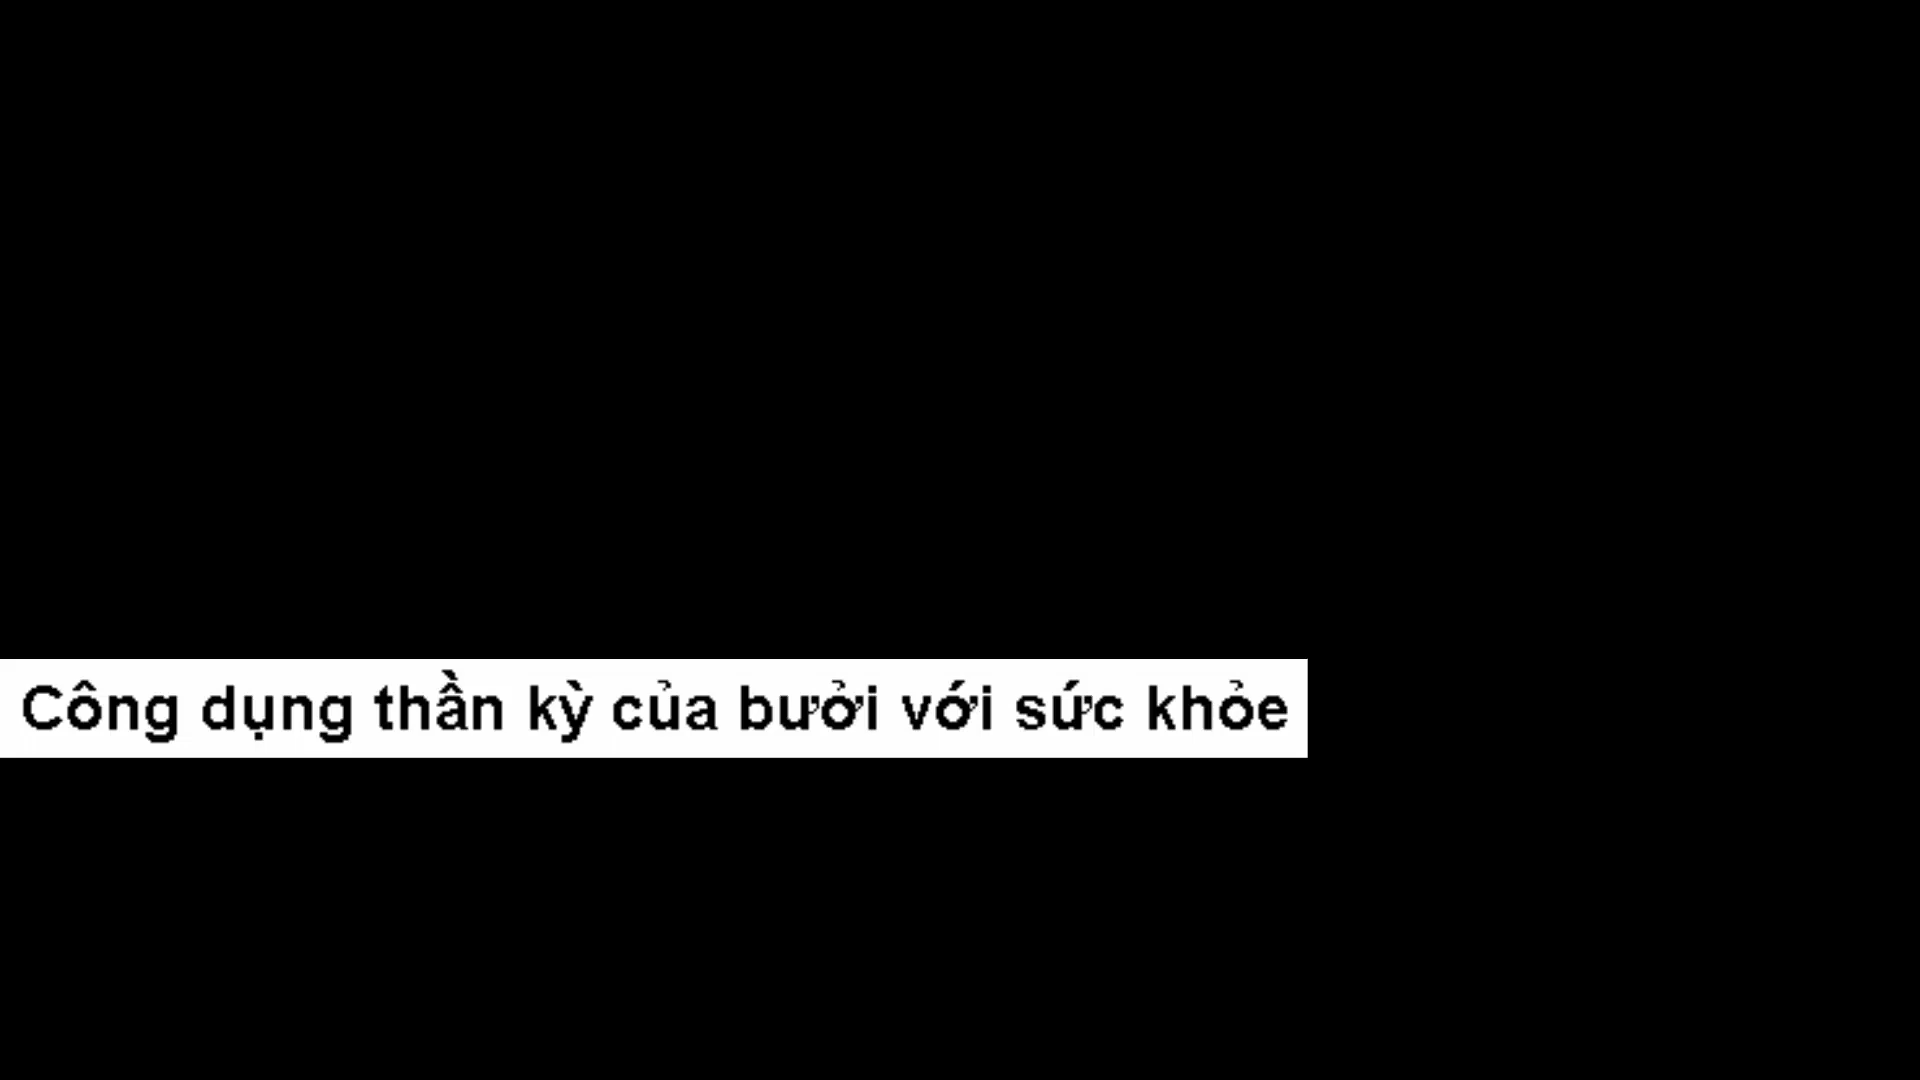 Công dụng thần kỳ của bưởi với sức khỏe